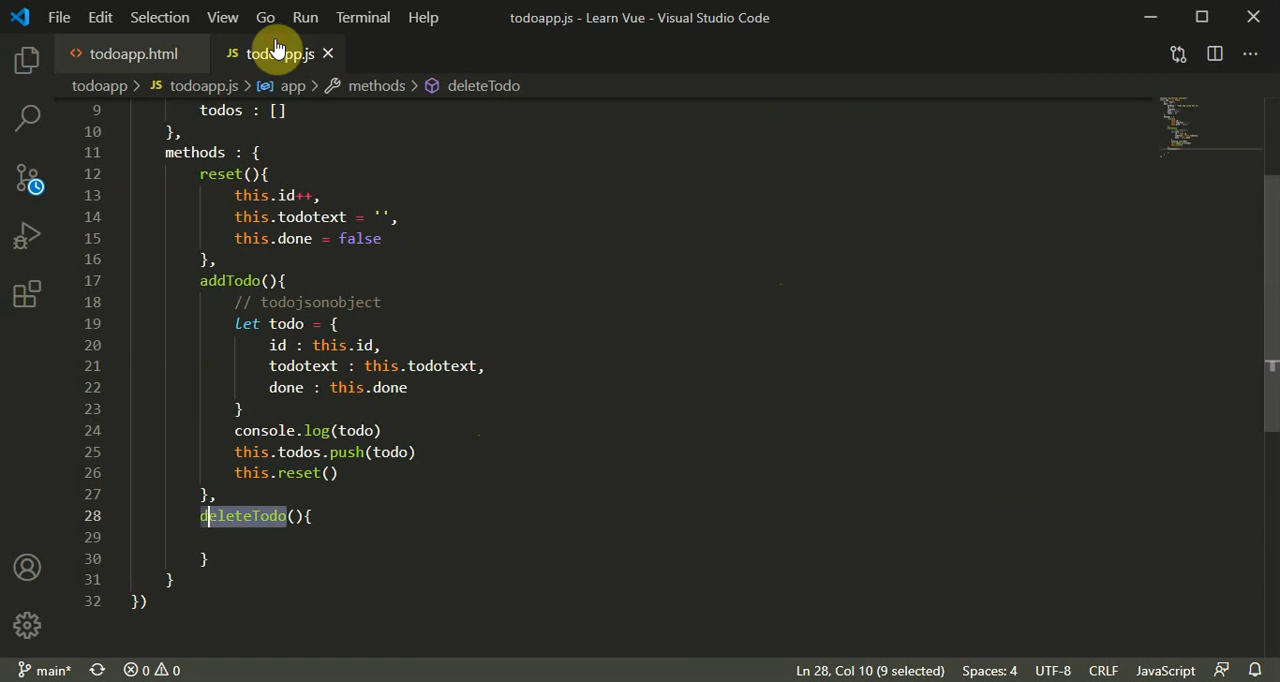 File Edit Selection View Go Run Terminal Help todoapp.js - Learn Vue - Visual Studio Code
<> todoapp.html JS todoapp.js
todoapp > JS todoapp.js > app > methods > deleteTodo
9 todos : []
10 },
11 methods : {
12 reset(){
13 this.id++,
14 this.todotext = '',
15 this.done = false
16 },
17 addTodo(){
18 // todojsonobject
19 let todo = {
20 id : this.id,
21 todotext : this.todotext,
22 done : this.done
23 }
24 console.log(todo)
25 this.todos.push(todo)
26 this.reset()
27 },
28 deleteTodo(){
29
30 }
31 }
32 })
main* 0 0 Ln 28, Col 10 (9 selected) Spaces: 4 UTF-8 CRLF JavaScript